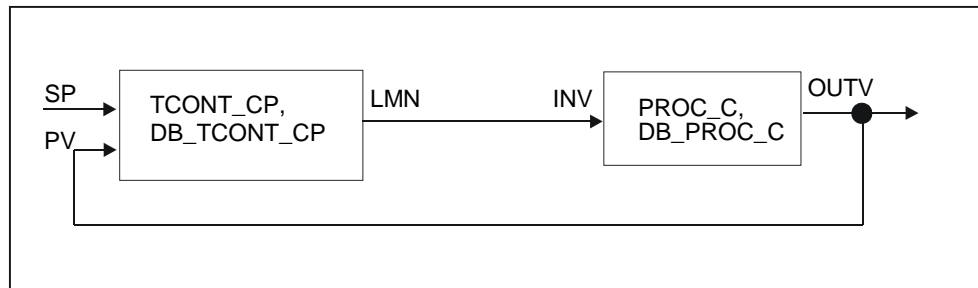 SP
PV
TCONT_CP,
DB_TCONT_CP
LMN
INV
PROC_C,
DB_PROC_C
OUTV